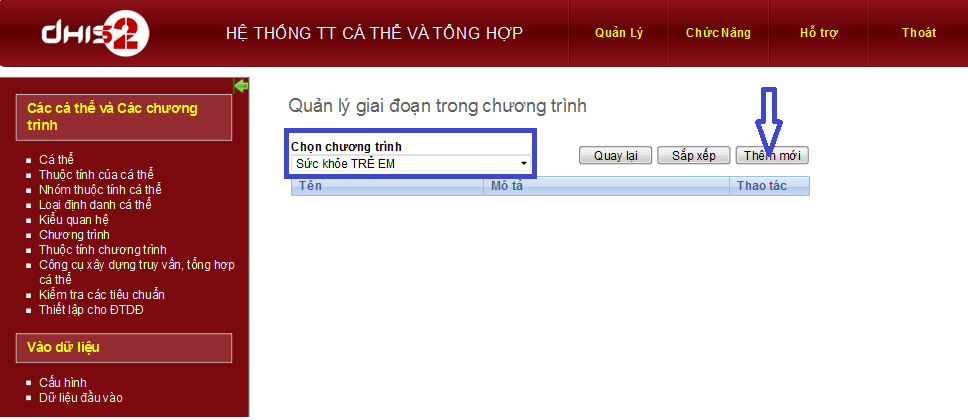 dhis2
HỆ THỐNG TT CÁ THỂ VÀ TỔNG HỢP
Quản Lý
Chức Năng
Hỗ trợ
Thoát
Các cá thể và Các chương
trình
Cá thể
Thuộc tính của cá thể
Nhóm thuộc tính cá thể
Loại định danh cá thể
Kiểu quan hệ
Chương trình
Thuộc tính chương trình
Công cụ xây dựng truy vấn, tổng hợp
cá thể
Kiểm tra các tiêu chuẩn
Thiết lập cho ĐTDĐ
Vào dữ liệu
Cấu hình
Dữ liệu đầu vào
Quản lý giai đoạn trong chương trình
Chọn chương trình
Sức khỏe TRẺ EM
Quay lại
Sắp xếp
Thêm mới
Tên
Mô tả
Thao tác